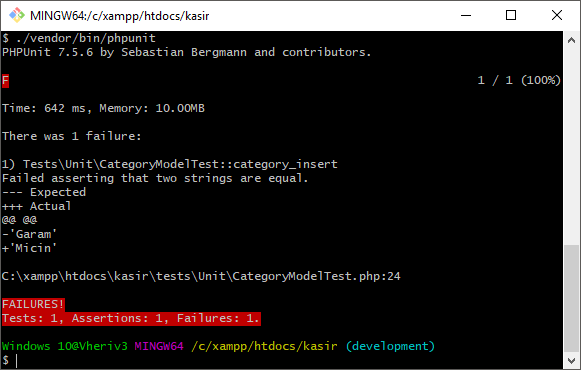 MINGW64:/c/xampp/htdocs/kasir
$ ./vendor/bin/phpunit
PHPUnit 7.5.6 by Sebastian Bergmann and contributors.
F 1 / 1 (100%)
Time: 642 ms, Memory: 10.00MB
There was 1 failure:
1) Tests\Unit\CategoryModelTest::category_insert
Failed asserting that two strings are equal.
--- Expected
+++ Actual
@@ @@
-'Garam'
+'Micin'
C:\xampp\htdocs\kasir\tests\Unit\CategoryModelTest.php:24
FAILURES!
Tests: 1, Assertions: 1, Failures: 1.
Windows 10@Vheriv3 MINGW64 /c/xampp/htdocs/kasir (development)
$